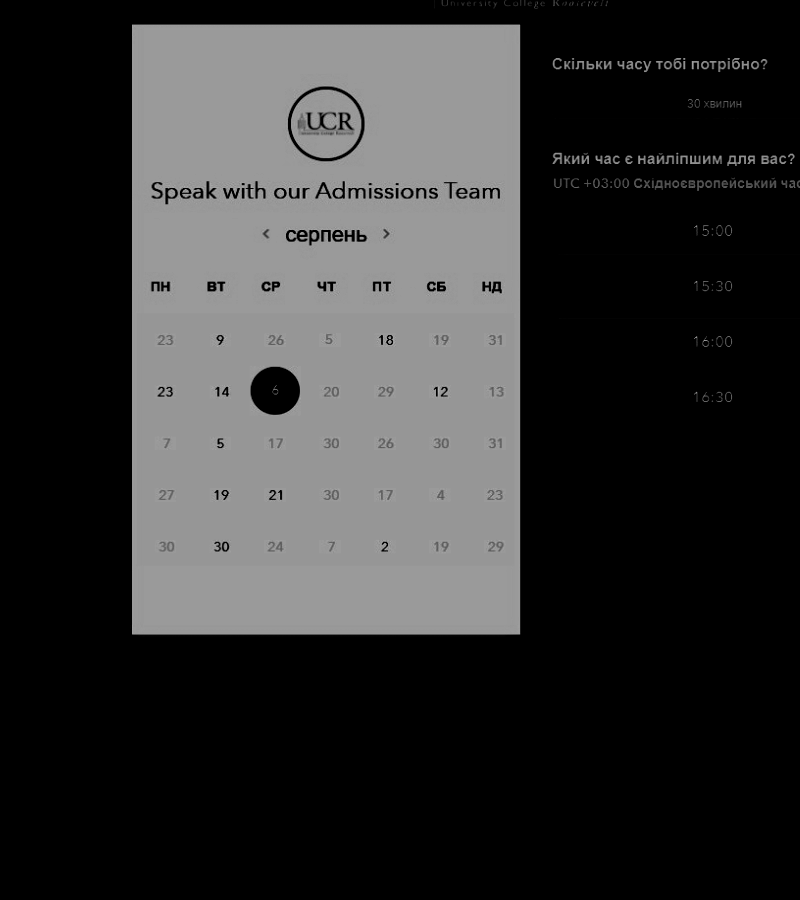 University College Roosevelt
UCR
Speak with our Admissions Team
< серпень >
ПН ВТ СР ЧТ ПТ СБ НД
23 9 26 5 18 19 31
23 14 6 20 29 12 13
7 5 17 30 26 30 31
27 19 21 30 17 4 23
30 30 24 7 2 19 29
Скільки часу тобі потрібно?
30 хвилин
Який час є найліпшим для вас?
UTC +03:00 Східноєвропейський час
15:00
15:30
16:00
16:30